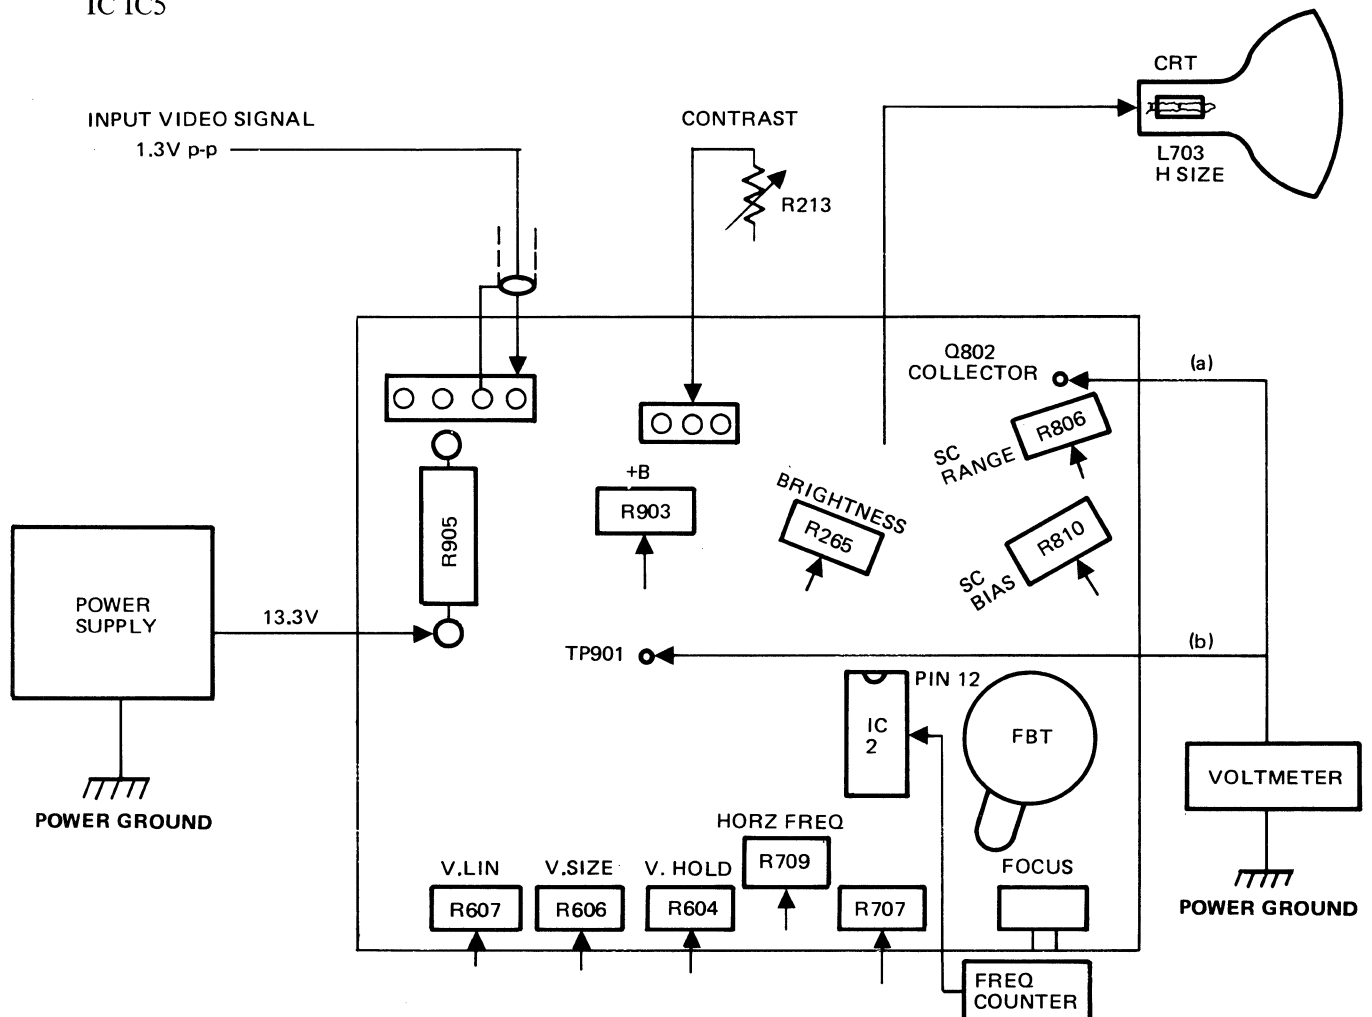 IC IC5
CRT
INPUT VIDEO SIGNAL
1.3V p-p
CONTRAST
R213
L703
H SIZE
Q802
COLLECTOR
(a)
R806
SC
RANGE
+B
R903
BRIGHTNESS
R265
R905
R810
SC
BIAS
POWER
SUPPLY
13.3V
TP901
(b)
PIN 12
IC
2
FBT
VOLTMETER
POWER GROUND
HORZ FREQ
R709
V.LIN
R607
V.SIZE
R606
V. HOLD
R604
R707
FOCUS
POWER GROUND
FREQ
COUNTER